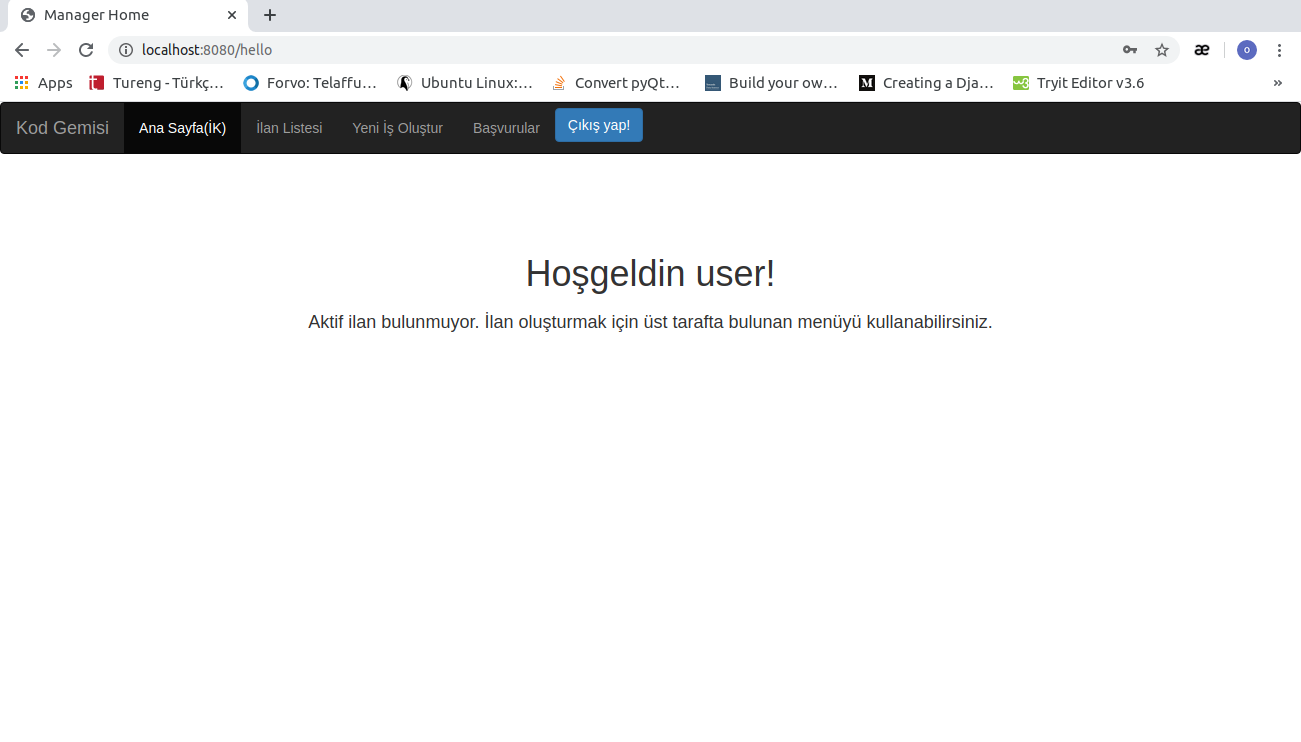 Manager Home
localhost:8080/hello
o
Apps Tureng - Türkç... Forvo: Telaffu... Ubuntu Linux:... Convert pyQt... Build your ow... Creating a Dja... Tryit Editor v3.6 »
Kod Gemisi Ana Sayfa(İK) İlan Listesi Yeni İş Oluştur Başvurular Çıkış yap!
Hoşgeldin user!
Aktif ilan bulunmuyor. İlan oluşturmak için üst tarafta bulunan menüyü kullanabilirsiniz.